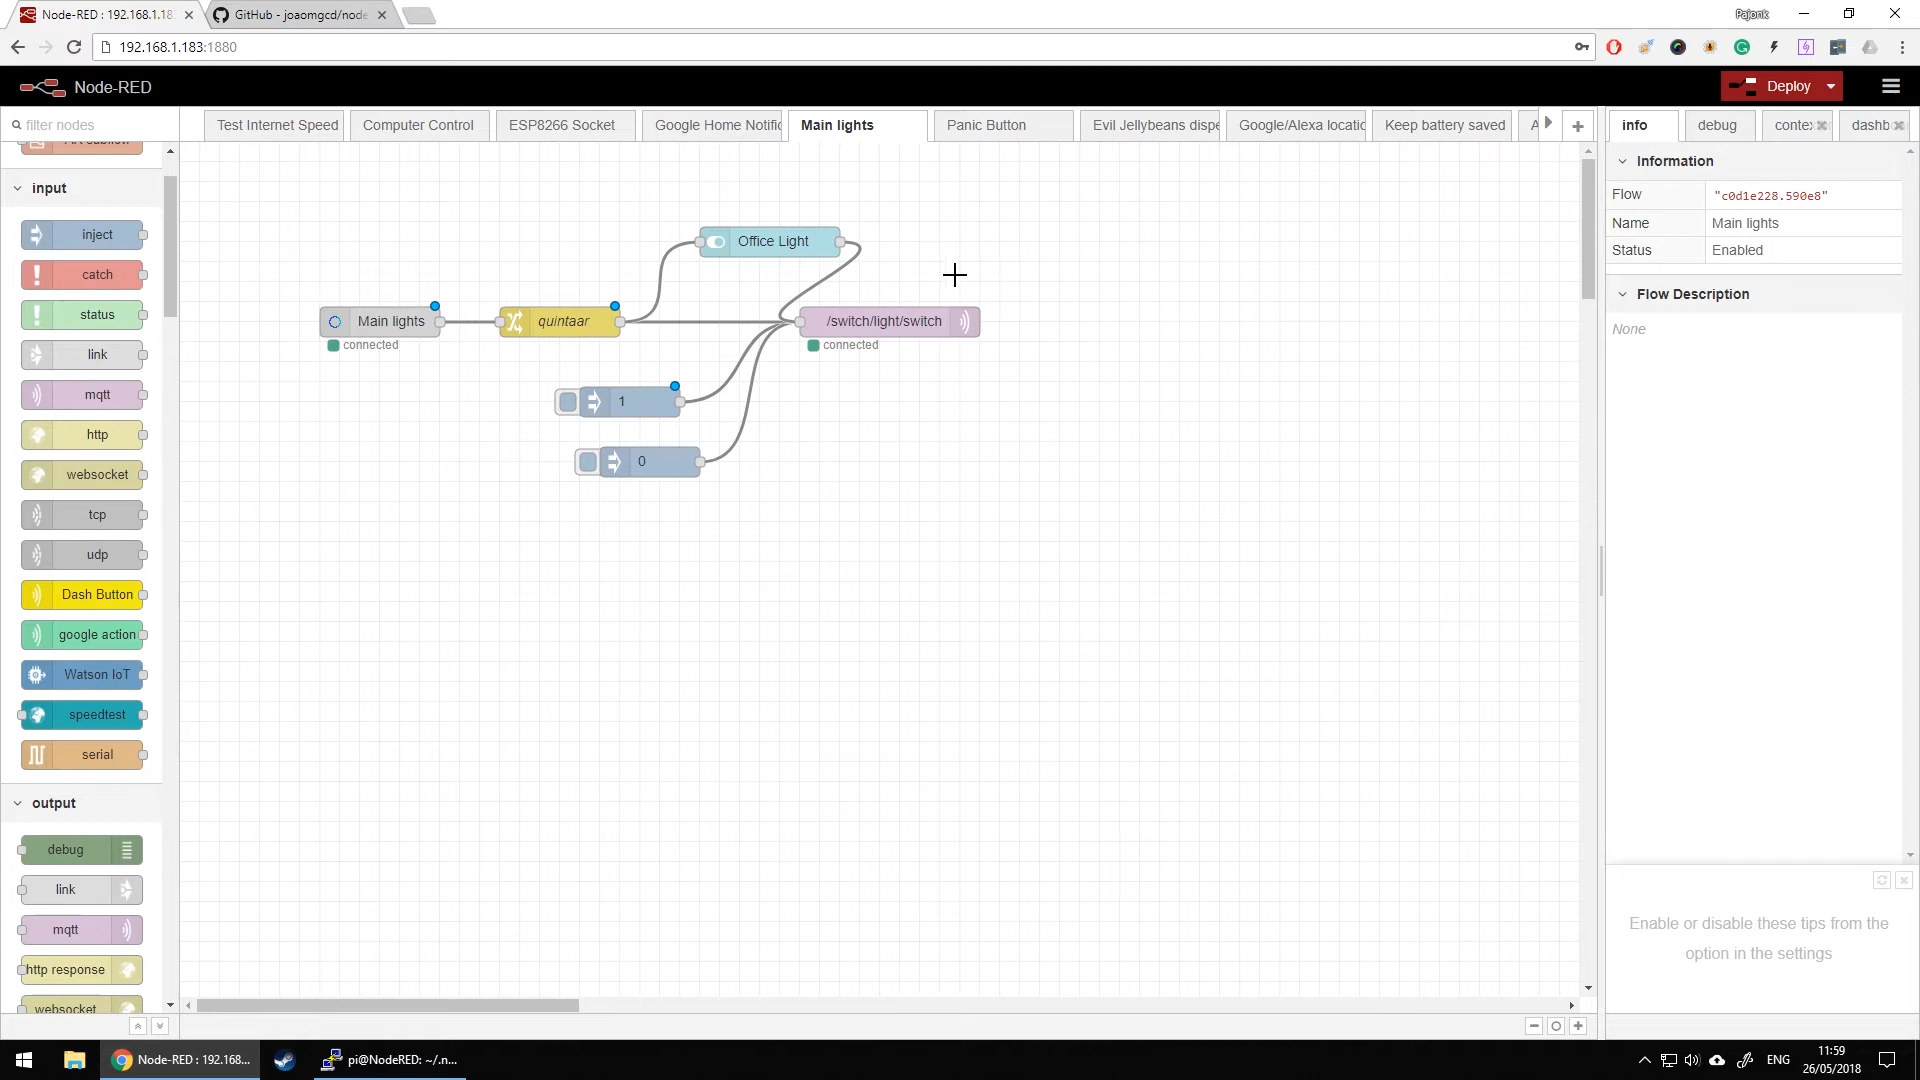 Node-RED : 192.168.1.18
GitHub - joaomgcd/node
Pajonk
192.168.1.183:1880
Node-RED
Deploy
filter nodes
Test Internet Speed
Computer Control
ESP8266 Socket
Google Home Notific
Main lights
Panic Button
Evil Jellybeans dispe
Google/Alexa locatio
Keep battery saved
info
debug
contex
dashb
input
inject
catch
status
link
mqtt
http
websocket
tcp
udp
Dash Button
google action
Watson IoT
speedtest
serial
output
debug
link
mqtt
http response
websocket
Office Light
Main lights
connected
quintaar
/switch/light/switch
connected
1
0
Information
Flow "c0d1e228.590e8"
Name Main lights
Status Enabled
Flow Description
None
Enable or disable these tips from the
option in the settings
Node-RED : 192.168...
pi@NodeRED: ~/.n...
ENG
11:59
26/05/2018